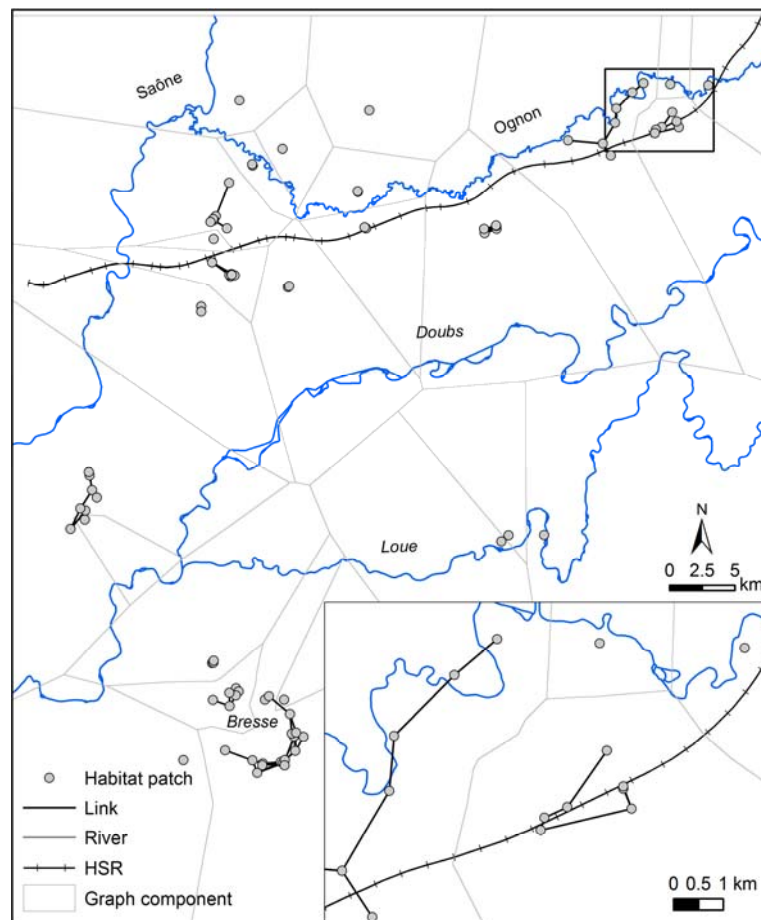 Saône
Ognon
Doubs
Loue
N
0 2.5 5
km
Bresse
Habitat patch
Link
River
HSR
Graph component
0 0.5 1 km